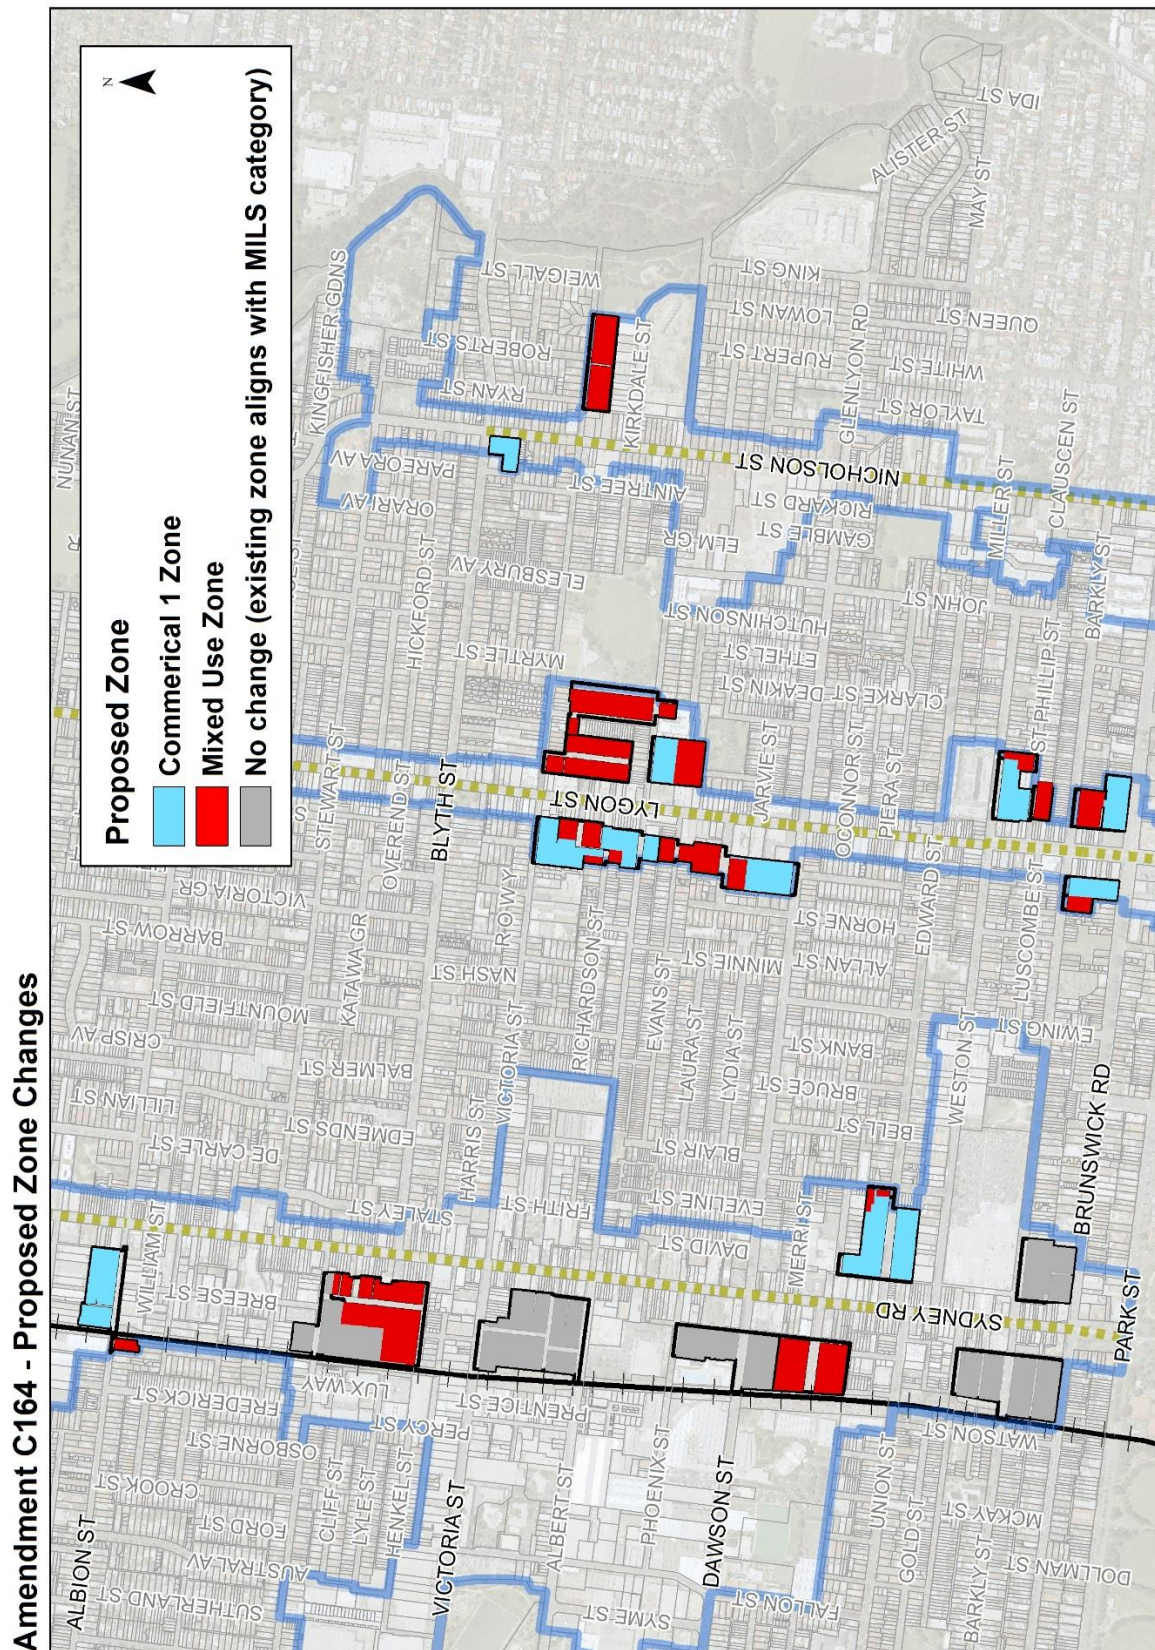 Amendment C164 - Proposed Zone Changes
N
Proposed Zone
Commerical 1 Zone
Mixed Use Zone
No change (existing zone aligns with MILS category)
NUNAN ST
KINGFISHER GDNS
PAREORA AV
ORARI AV
HICKFORD ST
STEWART ST
OVEREND ST
BLYTH ST
VICTORIA GR
BARROW ST
MOUNTFIELD ST
CRISP AV
LILLIAN ST
DE CARLE ST
KATAWA GR
BALMER ST
EDMENDS ST
WILLIAM ST
BREESE ST
STALEY ST
HARRIS ST
VICTORIA ST
FRITH ST
ALBION ST
FREDERICK ST
OSBORNE ST
CROOK ST
FORD ST
AUSTRAL AV
SUTHERLAND ST
LUX WAY
CLIFF ST
LYLE ST
HENKEL ST
PERCY ST
VICTORIA ST
PRENTICE ST
ALBERT ST
PHOENIX ST
DAWSON ST
SYME ST
FALLON ST
UNION ST
GOLD ST
WATSON ST
MCKAY ST
BARKLY ST
DOLLMAN ST
WEIGALL ST
ROBERTS ST
RYAN ST
KIRKDALE ST
AINTREE ST
ELESBURY AV
MYRTLE ST
ELM GR
NICHOLSON ST
RICKARD ST
GAMBLE ST
HUTCHINSON ST
ETHEL ST
DEAKIN ST
CLARKE ST
JOHN ST
LYGON ST
JARVIE ST
OCONNOR ST
PIERA ST
EDWARD ST
ROWY
NASH ST
RICHARDSON ST
EVANS ST
LAURA ST
LYDIA ST
MINNIE ST
ALLAN ST
HORNE ST
BANK ST
BRUCE ST
BLAIR ST
EVELINE ST
DAVID ST
MERRI ST
BELL ST
WESTON ST
LUSCOMBE ST
EWING ST
BRUNSWICK RD
SYDNEY RD
PARK ST
IDA ST
ALISTER ST
MAY ST
KING ST
LOWAN ST
RUPERT ST
GLENLYON RD
QUEEN ST
WHITE ST
TAYLOR ST
MILLER ST
CLAUSCEN ST
BARKLY ST
PHILLIP ST